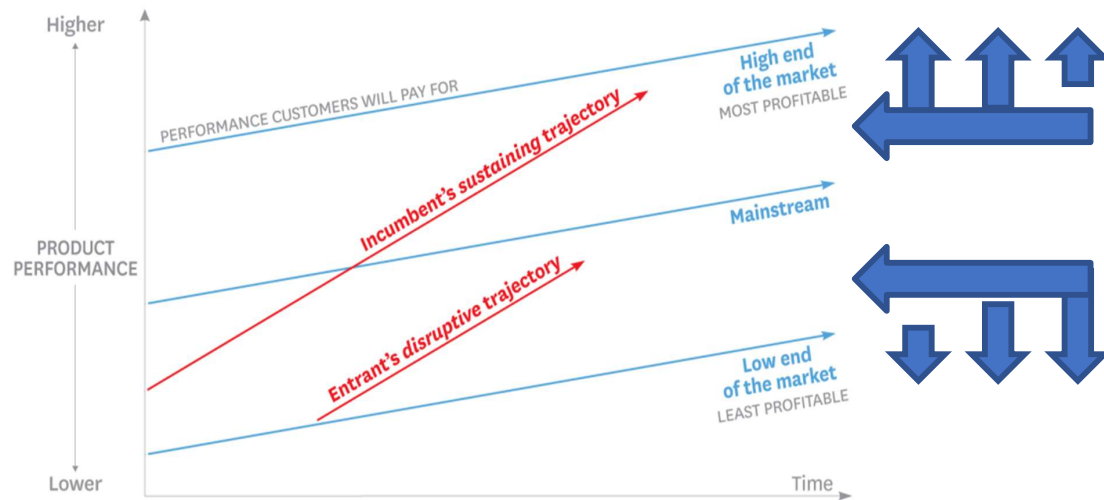 Higher
PRODUCT
PERFORMANCE
Lower
PERFORMANCE CUSTOMERS WILL PAY FOR
Incumbent's sustaining trajectory
Entrant's disruptive trajectory
High end
of the market
MOST PROFITABLE
Mainstream
Low end
of the market
LEAST PROFITABLE
Time